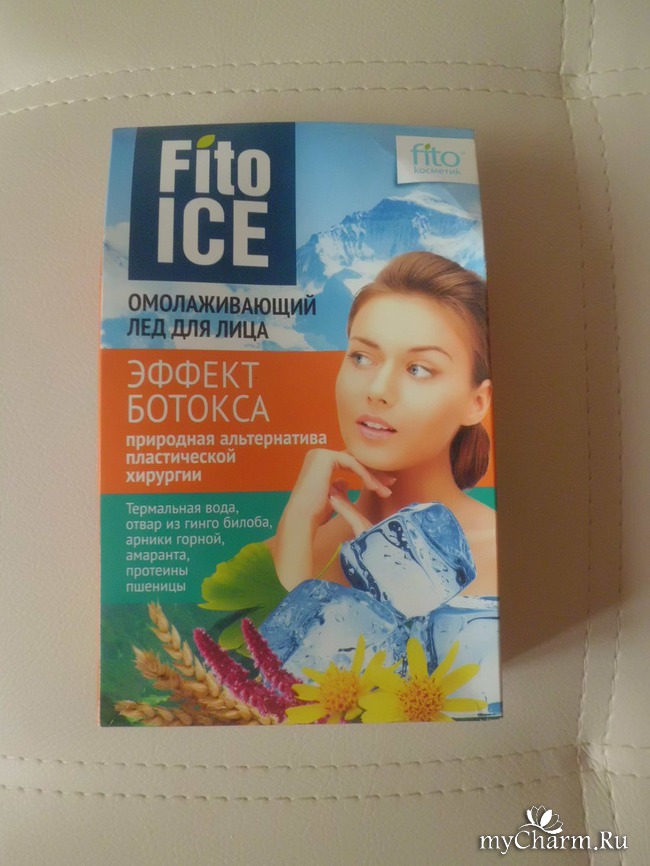 Fito
ICE
fito
косметик
ОМОЛАЖИВАЮЩИЙ
ЛЕД ДЛЯ ЛИЦА
ЭФФЕКТ
БОТОКСА
природная альтернатива
пластической
хирургии
Термальная вода,
отвар из гинго билоба,
арники горной,
амаранта,
протеины
пшеницы
myCharm.Ru